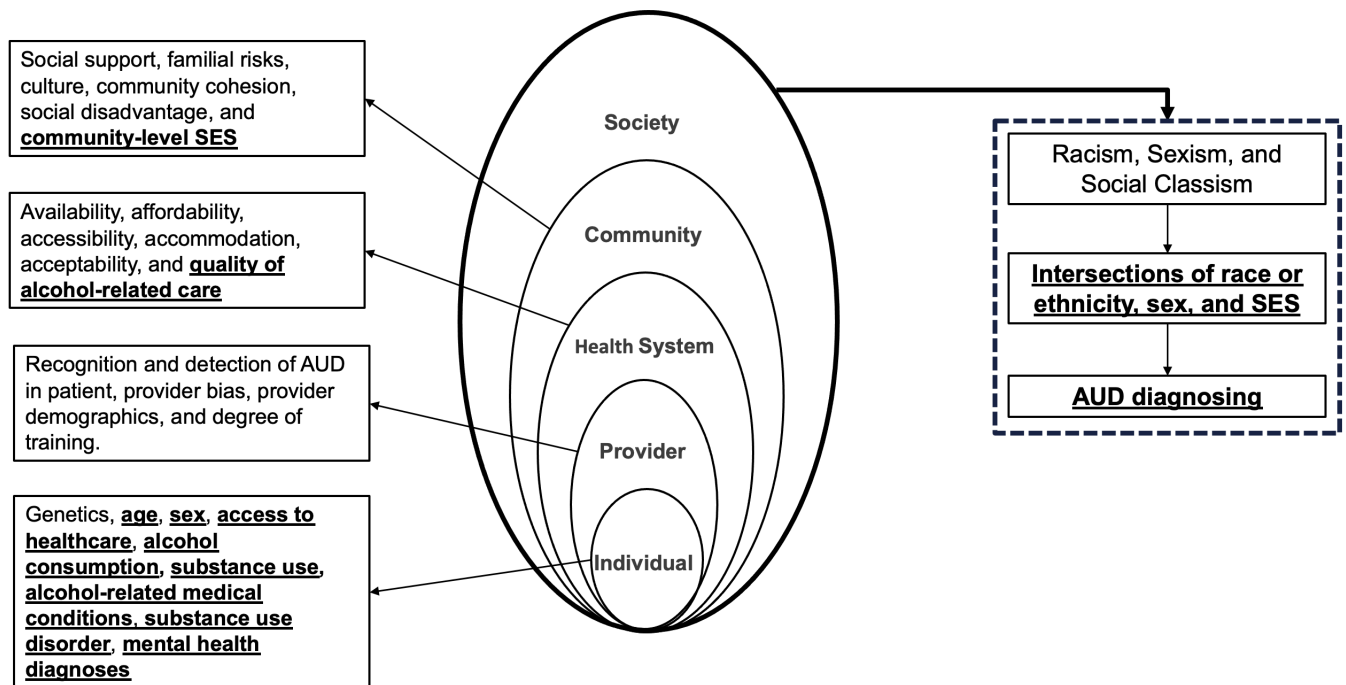 Social support, familial risks,
culture, community cohesion,
social disadvantage, and
community-level SES
Availability, affordability,
accessibility, accommodation,
acceptability, and quality of
alcohol-related care
Recognition and detection of AUD
in patient, provider bias, provider
demographics, and degree of
training.
Genetics, age, sex, access to
healthcare, alcohol
consumption, substance use,
alcohol-related medical
conditions, substance use
disorder, mental health
diagnoses
Society
Community
Health System
Provider
Individual
Racism, Sexism, and
Social Classism
Intersections of race or
ethnicity, sex, and SES
AUD diagnosing